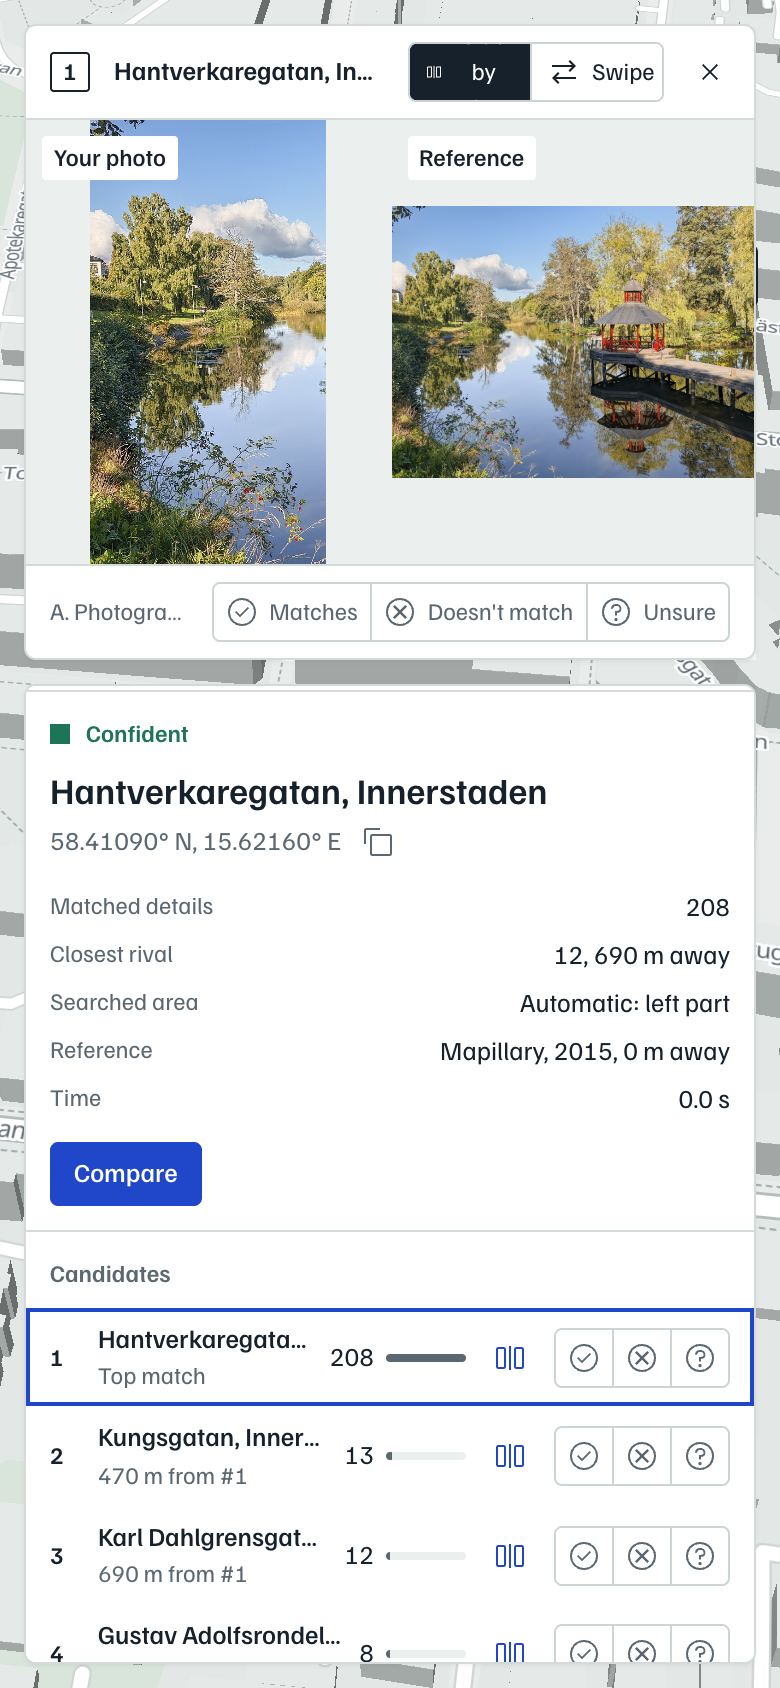 1 Hantverkaregatan, In... by Swipe
Your photo
Reference
A. Photogra... Matches Doesn't match Unsure
Confident
Hantverkaregatan, Innerstaden
58.41090° N, 15.62160° E
Matched details 208
Closest rival 12, 690 m away
Searched area Automatic: left part
Reference Mapillary, 2015, 0 m away
Time 0.0 s
Compare
Candidates
1 Hantverkaregata... 208
Top match
2 Kungsgatan, Inner... 13
470 m from #1
3 Karl Dahlgrensgat... 12
690 m from #1
4 Gustav Adolfsrondel... 8